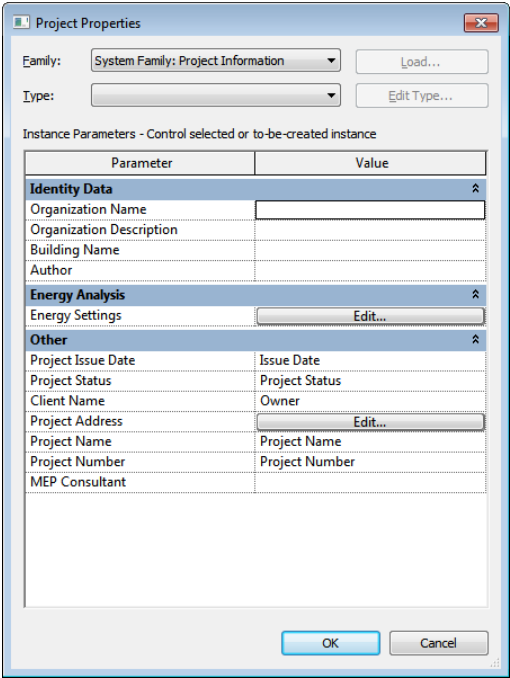 Project Properties
Family: System Family: Project Information Load...
Type: Edit Type...
Instance Parameters - Control selected or to-be-created instance
Parameter Value
Identity Data
Organization Name
Organization Description
Building Name
Author
Energy Analysis
Energy Settings Edit...
Other
Project Issue Date Issue Date
Project Status Project Status
Client Name Owner
Project Address Edit...
Project Name Project Name
Project Number Project Number
MEP Consultant
OK Cancel